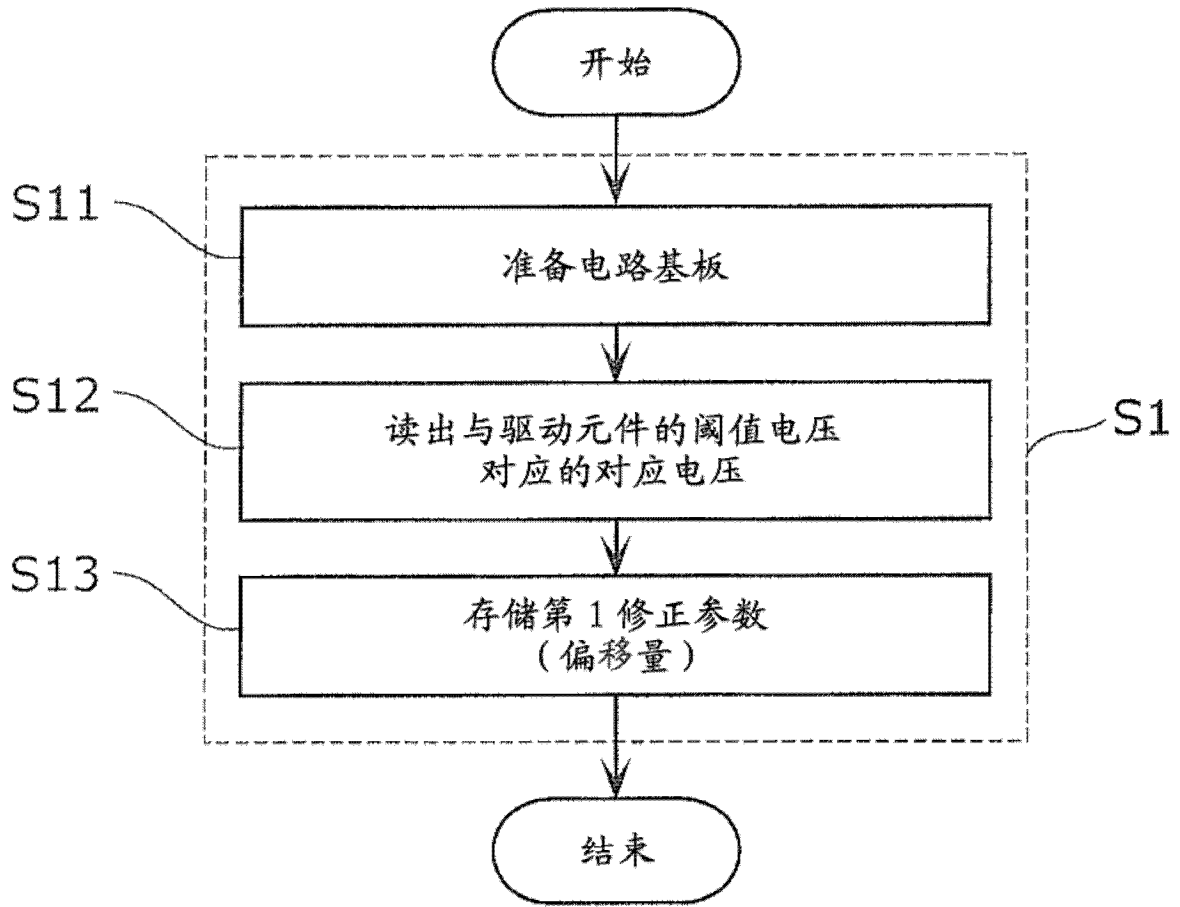 开始
S11
准备电路基板
S12
读出与驱动元件的阈值电压
对应的对应电压
S1
S13
存储第1修正参数
(偏移量)
结束